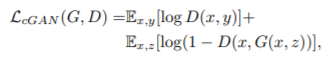 ℒcGAN(G, D) =𝔼x,y[log D(x, y)]+
𝔼x,z[log(1 − D(x, G(x, z))],